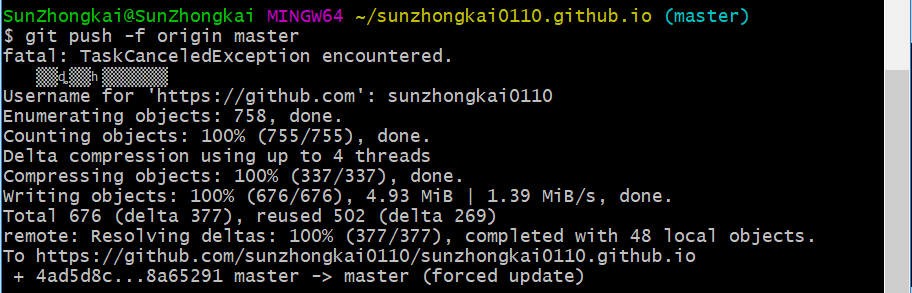 SunZhongkai@SunZhongkai MINGW64 ~/sunzhongkai0110.github.io (master)
$ git push -f origin master
fatal: TaskCanceledException encountered.
Username for 'https://github.com': sunzhongkai0110
Enumerating objects: 758, done.
Counting objects: 100% (755/755), done.
Delta compression using up to 4 threads
Compressing objects: 100% (337/337), done.
Writing objects: 100% (676/676), 4.93 MiB | 1.39 MiB/s, done.
Total 676 (delta 377), reused 502 (delta 269)
remote: Resolving deltas: 100% (377/377), completed with 48 local objects.
To https://github.com/sunzhongkai0110/sunzhongkai0110.github.io
 + 4ad5d8c...8a65291 master -> master (forced update)